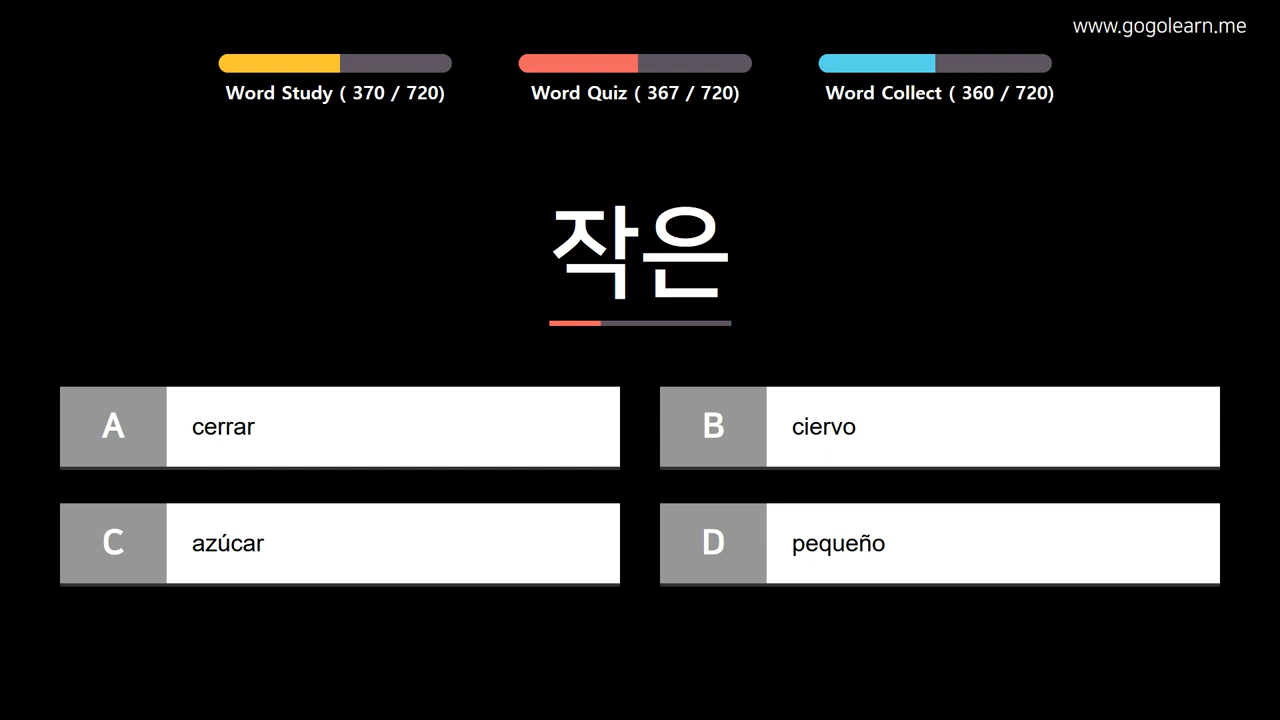 www.gogolearn.me
Word Study ( 370 / 720)
Word Quiz ( 367 / 720)
Word Collect ( 360 / 720)
작은
A cerrar
B ciervo
C azúcar
D pequeño